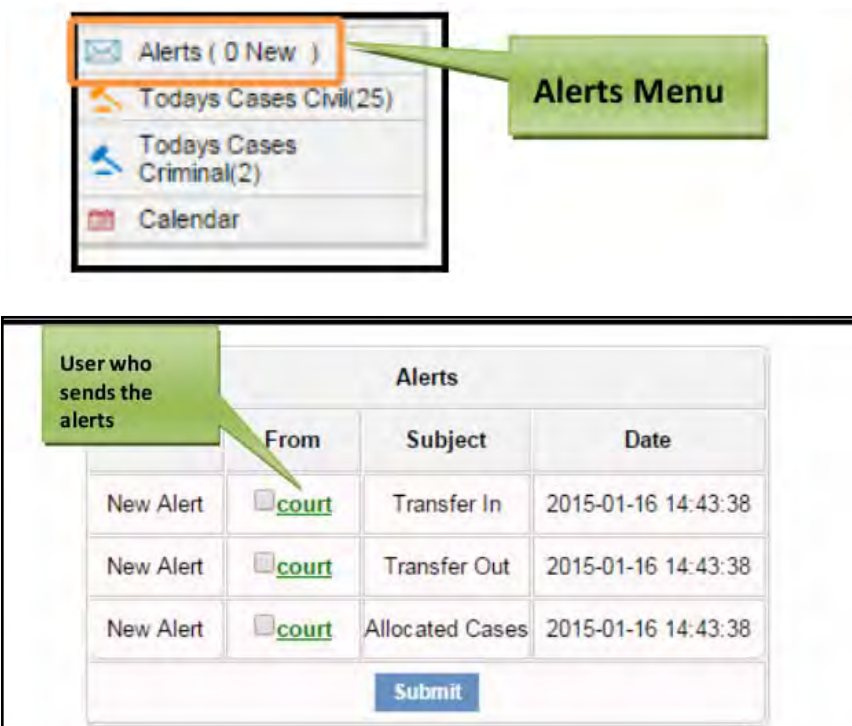 Alerts ( 0 New )
Alerts Menu
Todays Cases Civil(25)
Todays Cases
Criminal(2)
Calendar
User who
sends the
alerts
Alerts
From Subject Date
New Alert court Transfer In 2015-01-16 14:43:38
New Alert court Transfer Out 2015-01-16 14:43:38
New Alert court Allocated Cases 2015-01-16 14:43:38
Submit